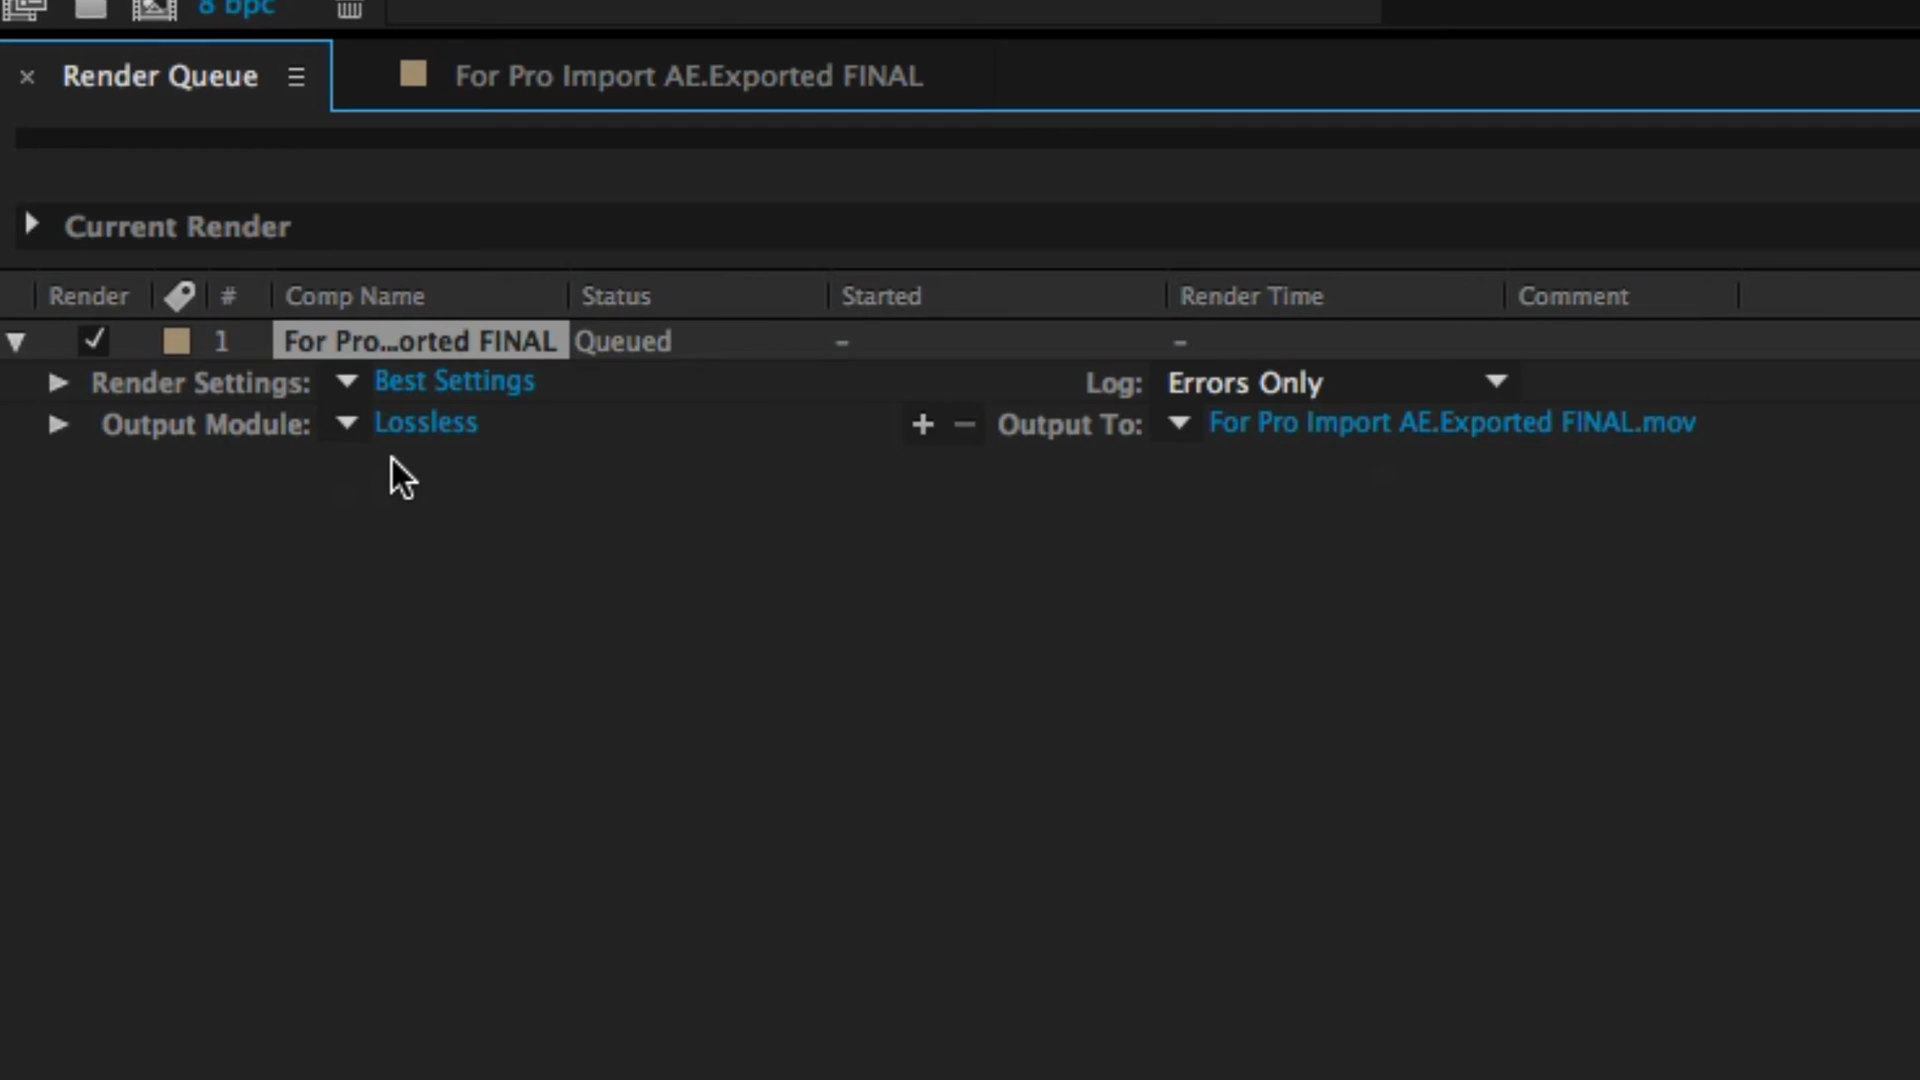 8 bpc
Render Queue For Pro Import AE.Exported FINAL
Current Render
Render # Comp Name Status Started Render Time Comment
1 For Pro...orted FINAL Queued - -
Render Settings: Best Settings Log: Errors Only
Output Module: Lossless + - Output To: For Pro Import AE.Exported FINAL.mov